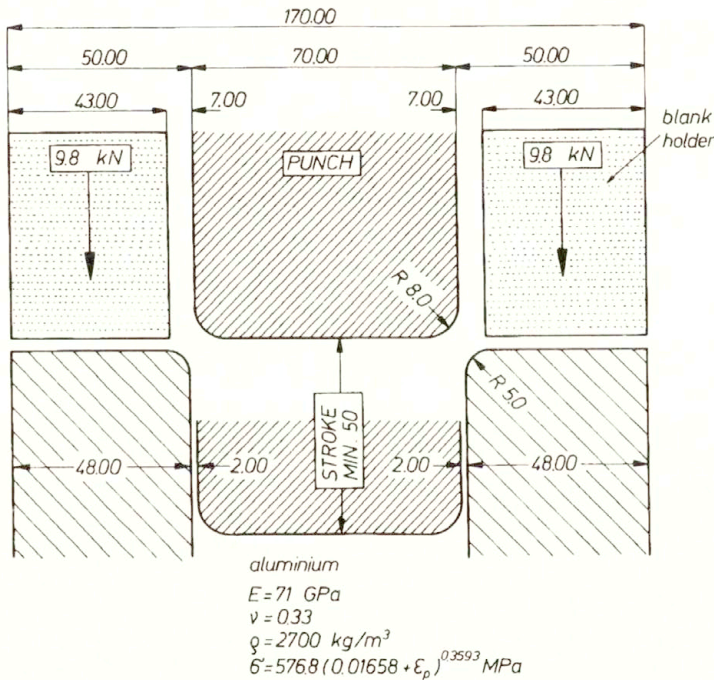 170.00
50.00 70.00 50.00
43.00 7.00 7.00 43.00
blank
holder
9.8 kN PUNCH 9.8 kN
R 8.0
R 5.0
STROKE
MIN. 50
48.00 2.00 2.00 48.00
aluminium
E=71 GPa
ν=0.33
ϱ=2700 kg/m³
σ=576.8(0.01658+εₚ)^0.3593 MPa